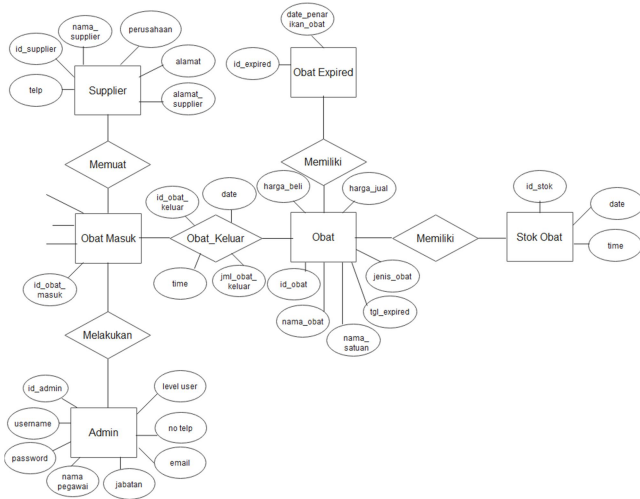 date_penar
ikan_obat
nama_
supplier
perusahaan
id_supplier
alamat
id_expired
Obat Expired
telp
Supplier
alamat_
supplier
Memuat
Memiliki
id_obat_
keluar
date
harga_beli
harga_jual
id_stok
date
Obat Masuk
Obat_Keluar
Obat
Memiliki
Stok Obat
time
id_obat_
masuk
time
jml_obat_
keluar
id_obat
jenis_obat
nama_obat
tgl_expired
nama_
satuan
Melakukan
id_admin
level user
username
Admin
no telp
password
email
nama
pegawai
jabatan